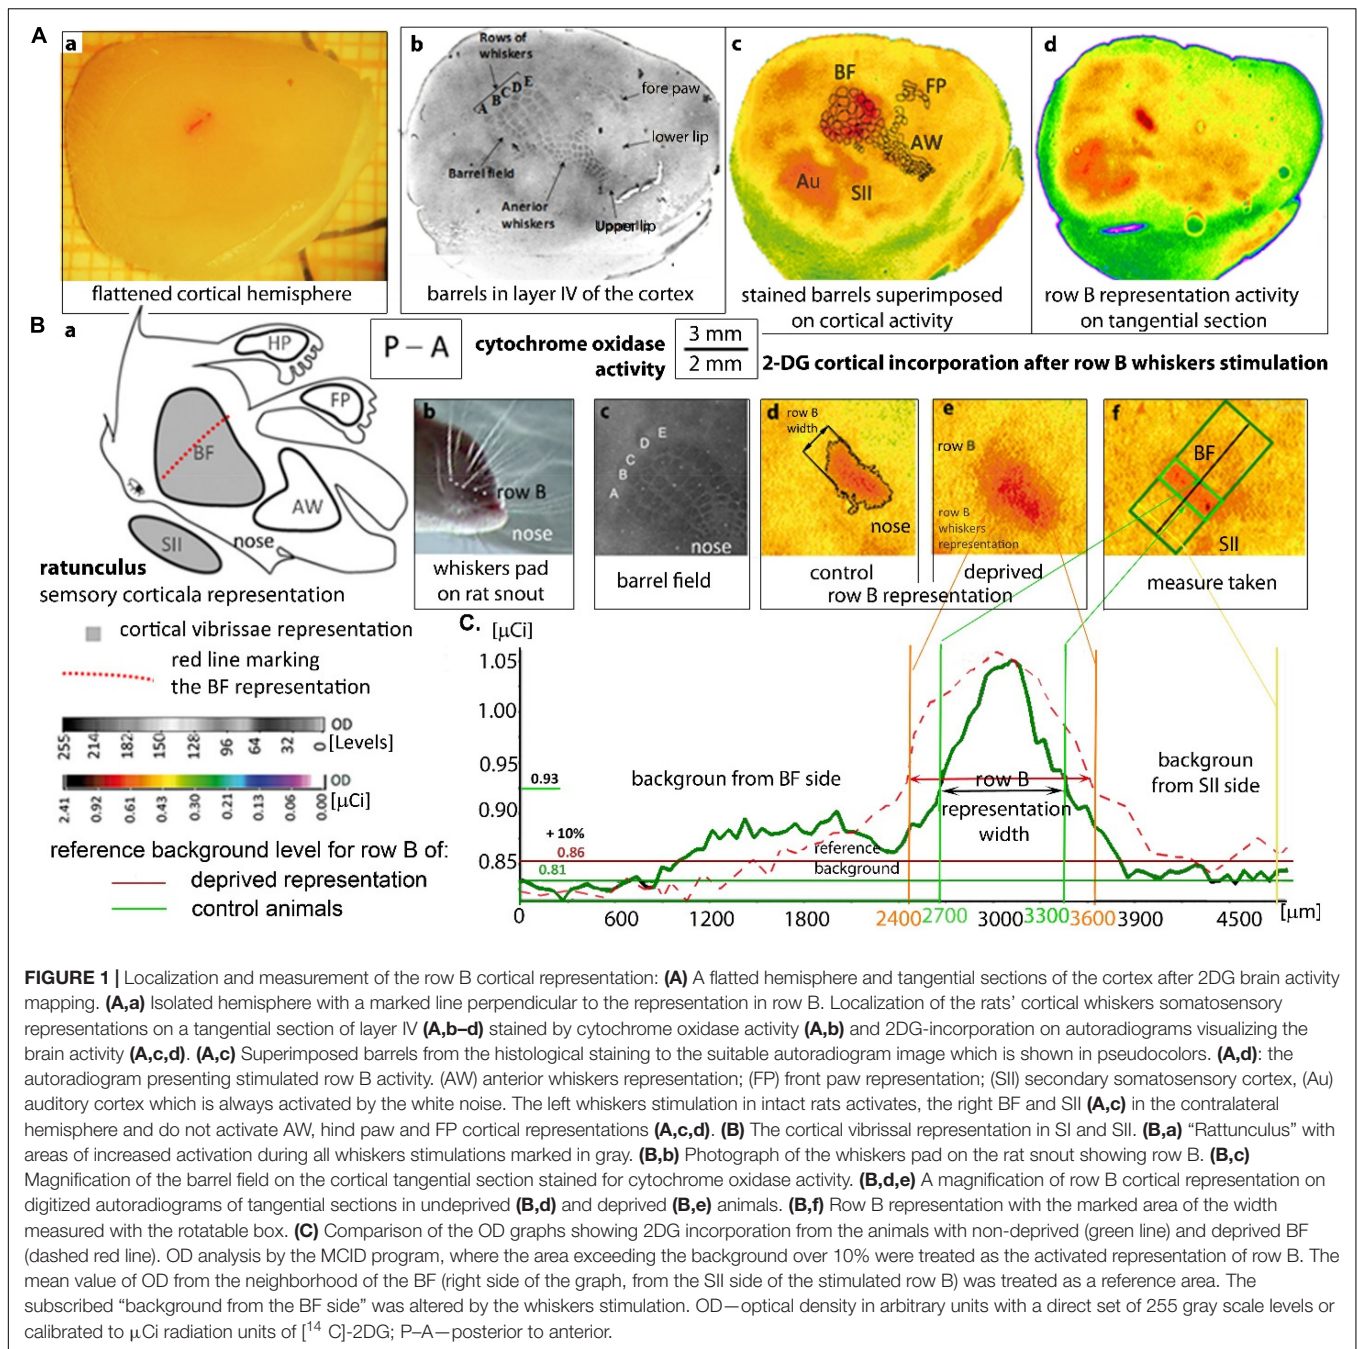 A
a
flattened cortical hemisphere
b
Rows of
whiskers
A B C D E
fore paw
lower lip
Barrel field
Anerior
whiskers
barrels in layer IV of the cortex
c
BF
FP
AW
Au
SII
stained barrels superimposed
on cortical activity
d
row B representation activity
on tangential section
B
a
HP
FP
BF
AW
SII
nose
ratunculus
semsory corticala representation
P – A
cytochrome oxidase
activity
3 mm
2 mm
2-DG cortical incorporation after row B whiskers stimulation
b
row B
nose
whiskers pad
on rat snout
c
A B C D E
nose
barrel field
d
row B
width
nose
control
e
row B
row B
whiskers
representation
deprived
row B representation
f
BF
SII
measure taken
cortical vibrissae representation
red line marking
the BF representation
OD
[Levels]
255 214 182 150 128 96 64 32 0
OD
[µCi]
2.41 0.92 0.61 0.43 0.30 0.21 0.13 0.06 0.00
reference background level for row B of:
deprived representation
control animals
C.
[µCi]
1.05
1.00
0.95
0.90
0.85
0.93
+ 10%
0.86
0.81
backgroun from BF side
row B
representation
width
reference
background
backgroun
from SII side
0 600 1200 1800 2400 2700 3000 3300 3600 3900 4500 [µm]
FIGURE 1 | Localization and measurement of the row B cortical representation: (A) A flatted hemisphere and tangential sections of the cortex after 2DG brain activity
mapping. (A,a) Isolated hemisphere with a marked line perpendicular to the representation in row B. Localization of the rats’ cortical whiskers somatosensory
representations on a tangential section of layer IV (A,b–d) stained by cytochrome oxidase activity (A,b) and 2DG-incorporation on autoradiograms visualizing the
brain activity (A,c,d). (A,c) Superimposed barrels from the histological staining to the suitable autoradiogram image which is shown in pseudocolors. (A,d): the
autoradiogram presenting stimulated row B activity. (AW) anterior whiskers representation; (FP) front paw representation; (SII) secondary somatosensory cortex, (Au)
auditory cortex which is always activated by the white noise. The left whiskers stimulation in intact rats activates, the right BF and SII (A,c) in the contralateral
hemisphere and do not activate AW, hind paw and FP cortical representations (A,c,d). (B) The cortical vibrissal representation in SI and SII. (B,a) “Rattunculus” with
areas of increased activation during all whiskers stimulations marked in gray. (B,b) Photograph of the whiskers pad on the rat snout showing row B. (B,c)
Magnification of the barrel field on the cortical tangential section stained for cytochrome oxidase activity. (B,d,e) A magnification of row B cortical representation on
digitized autoradiograms of tangential sections in undeprived (B,d) and deprived (B,e) animals. (B,f) Row B representation with the marked area of the width
measured with the rotatable box. (C) Comparison of the OD graphs showing 2DG incorporation from the animals with non-deprived (green line) and deprived BF
(dashed red line). OD analysis by the MCID program, where the area exceeding the background over 10% were treated as the activated representation of row B. The
mean value of OD from the neighborhood of the BF (right side of the graph, from the SII side of the stimulated row B) was treated as a reference area. The
subscribed “background from the BF side” was altered by the whiskers stimulation. OD—optical density in arbitrary units with a direct set of 255 gray scale levels or
calibrated to µCi radiation units of [14 C]-2DG; P–A—posterior to anterior.